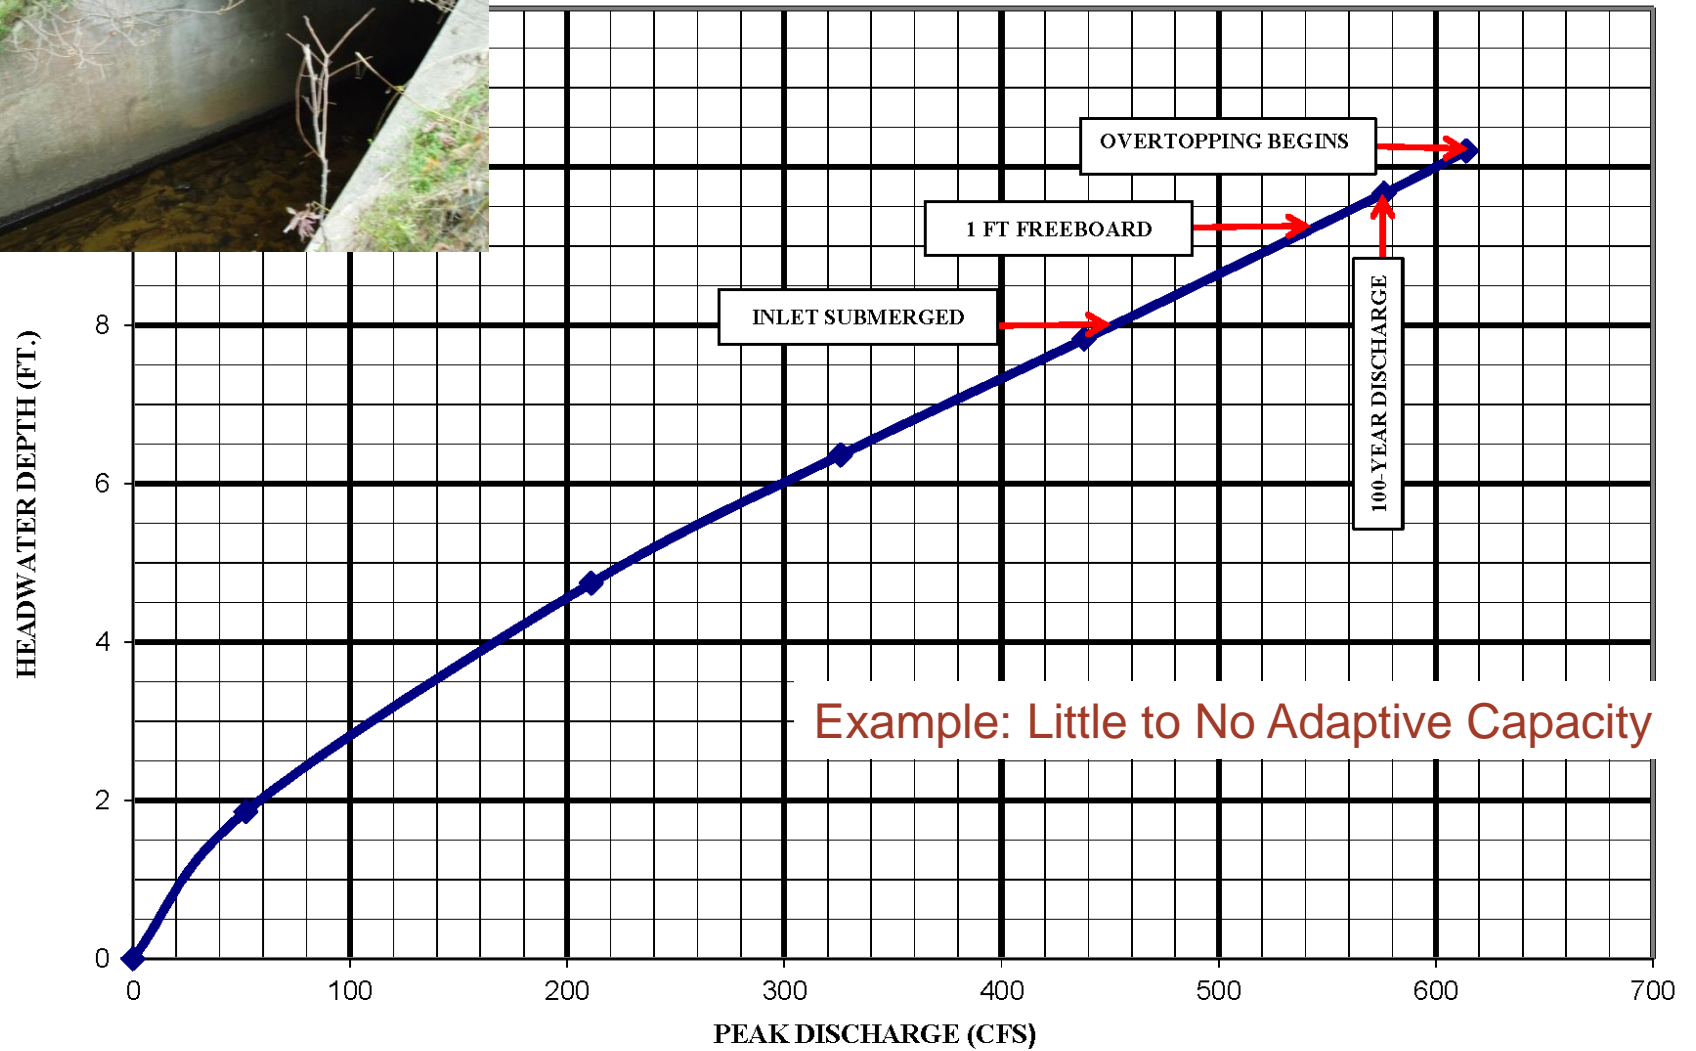 OVERTOPPING BEGINS
1 FT FREEBOARD
INLET SUBMERGED
100-YEAR DISCHARGE
HEADWATER DEPTH (FT.)
8
6
4
2
0
Example: Little to No Adaptive Capacity
0 100 200 300 400 500 600 700
PEAK DISCHARGE (CFS)